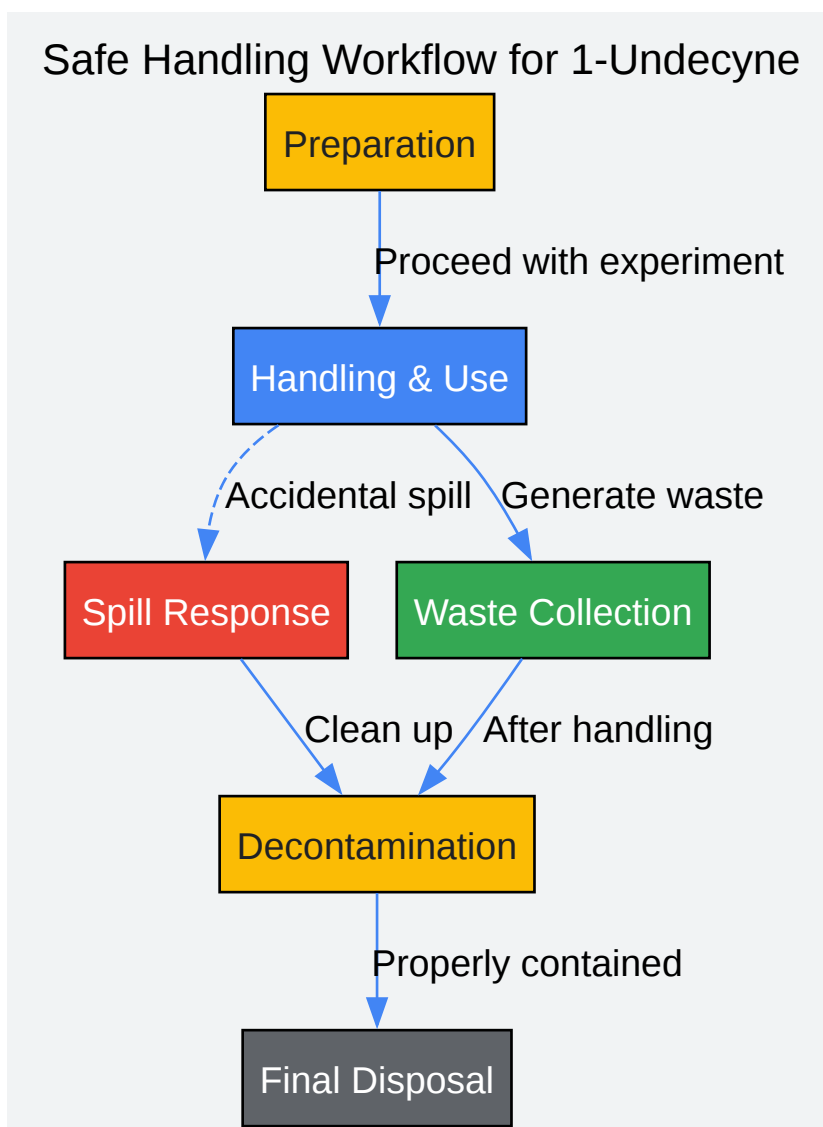 Safe Handling Workflow for 1-Undecyne
Preparation
Proceed with experiment
Handling & Use
Accidental spill
Generate waste
Spill Response
Waste Collection
Clean up
After handling
Decontamination
Properly contained
Final Disposal